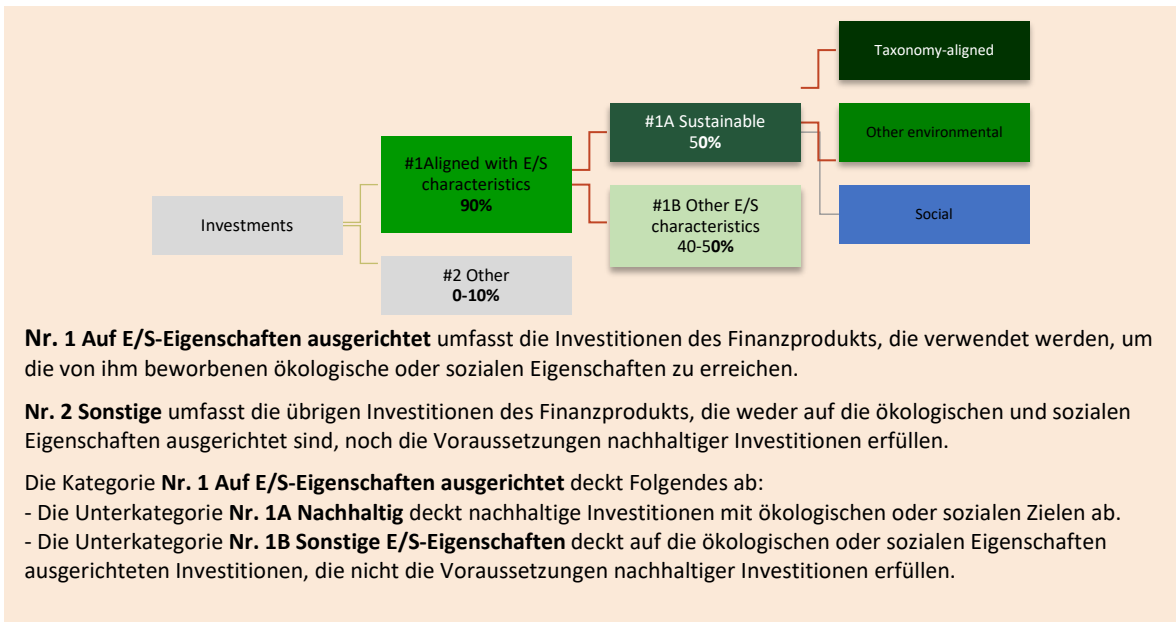 Taxonomy-aligned
#1A Sustainable
50%
Other environmental
#1Aligned with E/S
characteristics
90%
#1B Other E/S
characteristics
40-50%
Social
Investments
#2 Other
0-10%
Nr. 1 Auf E/S-Eigenschaften ausgerichtet umfasst die Investitionen des Finanzprodukts, die verwendet werden, um
die von ihm beworbenen ökologische oder sozialen Eigenschaften zu erreichen.
Nr. 2 Sonstige umfasst die übrigen Investitionen des Finanzprodukts, die weder auf die ökologischen und sozialen
Eigenschaften ausgerichtet sind, noch die Voraussetzungen nachhaltiger Investitionen erfüllen.
Die Kategorie Nr. 1 Auf E/S-Eigenschaften ausgerichtet deckt Folgendes ab:
- Die Unterkategorie Nr. 1A Nachhaltig deckt nachhaltige Investitionen mit ökologischen oder sozialen Zielen ab.
- Die Unterkategorie Nr. 1B Sonstige E/S-Eigenschaften deckt auf die ökologischen oder sozialen Eigenschaften
ausgerichteten Investitionen, die nicht die Voraussetzungen nachhaltiger Investitionen erfüllen.